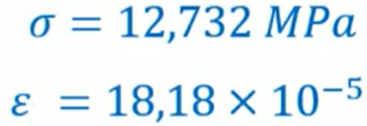 σ = 12,732 MPa
ε = 18,18 × 10⁻⁵